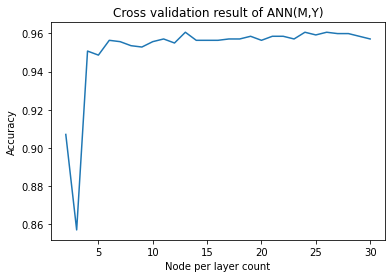 Cross validation result of ANN(M,Y)
0.96
0.94
0.92
0.90
0.88
0.86
Accuracy
5 10 15 20 25 30
Node per layer count